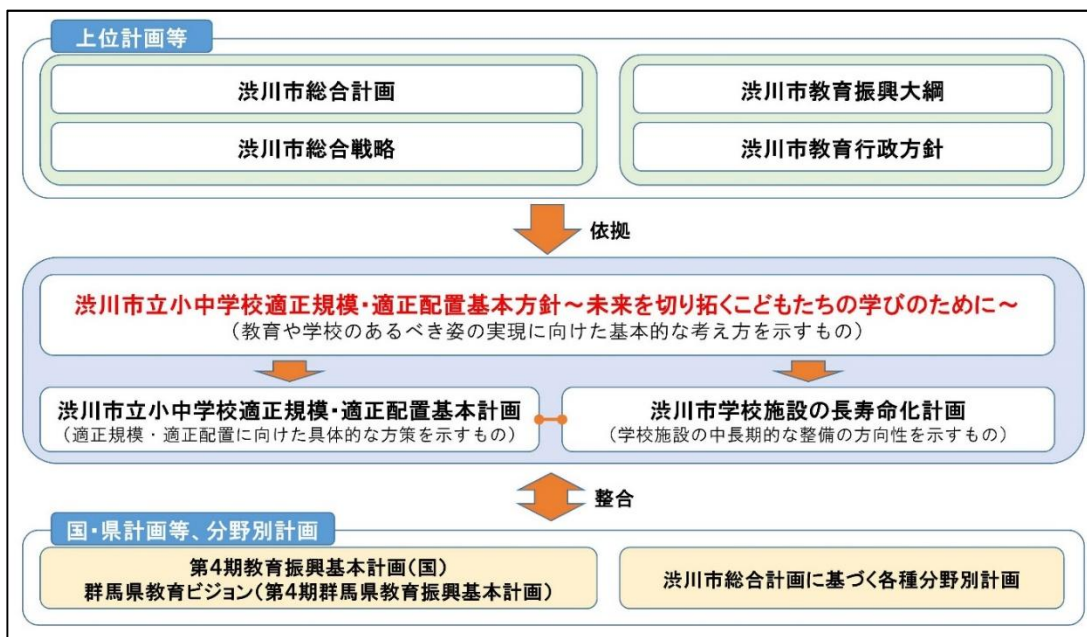 上位計画等
渋川市総合計画
渋川市総合戦略
渋川市教育振興大綱
渋川市教育行政方針
依拠
渋川市立小中学校適正規模・適正配置基本方針~未来を切り拓くこどもたちの学びのために~
(教育や学校のあるべき姿の実現に向けた基本的な考え方を示すもの)
渋川市立小中学校適正規模・適正配置基本計画
(適正規模・適正配置に向けた具体的な方策を示すもの)
渋川市学校施設の長寿命化計画
(学校施設の中長期的な整備の方向性を示すもの)
整合
国・県計画等、分野別計画
第4期教育振興基本計画(国)
群馬県教育ビジョン(第4期群馬県教育振興基本計画)
渋川市総合計画に基づく各種分野別計画